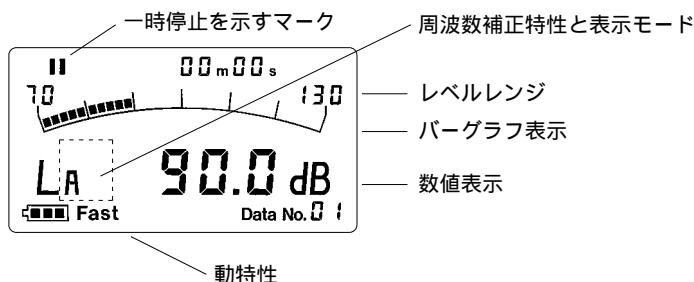 一時停止を示すマーク
周波数補正特性と表示モード
00 m 00 s
70
130
レベルレンジ
バーグラフ表示
LA 90.0 dB
数値表示
Fast
Data No. 01
動特性